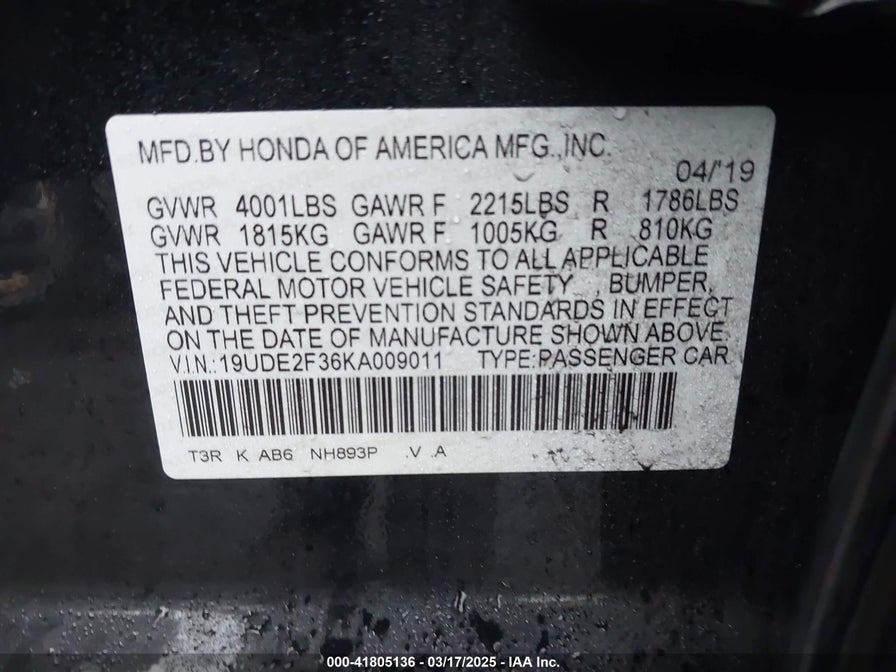 MFD.BY HONDA OF AMERICA MFG.,INC.
04/'19
GVWR 4001LBS GAWR F 2215LBS R 1786LBS
GVWR 1815KG GAWR F 1005KG R 810KG
THIS VEHICLE CONFORMS TO ALL APPLICABLE
FEDERAL MOTOR VEHICLE SAFETY , BUMPER,
AND THEFT PREVENTION STANDARDS IN EFFECT
ON THE DATE OF MANUFACTURE SHOWN ABOVE.
V.I.N.:19UDE2F36KA009011 TYPE:PASSENGER CAR
T3R K AB6 NH893P .V .A
000-41805136 - 03/17/2025 - IAA Inc.